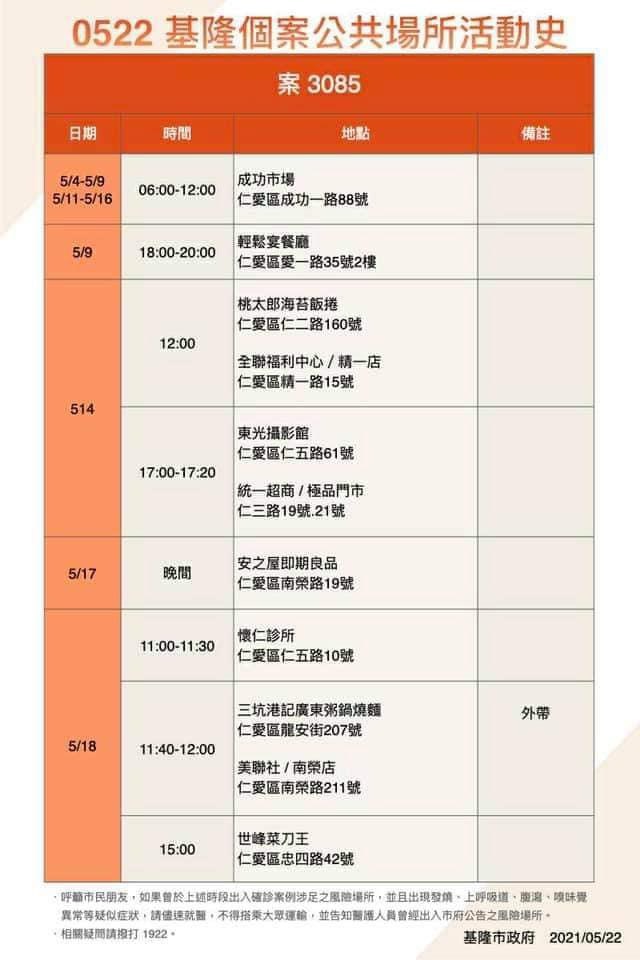 0522 基隆個案公共場所活動史
案 3085
日期 時間 地點 備註
5/4-5/9
5/11-5/16
06:00-12:00
成功市場
仁愛區成功一路88號
5/9
18:00-20:00
輕鬆宴餐廳
仁愛區愛一路35號2樓
514
12:00
桃太郎海苔飯捲
仁愛區仁二路160號
全聯福利中心 / 精一店
仁愛區精一路15號
17:00-17:20
東光攝影館
仁愛區仁五路61號
統一超商 / 極品門市
仁三路19號.21號
5/17
晚間
安之屋即期良品
仁愛區南榮路19號
5/18
11:00-11:30
懷仁診所
仁愛區仁五路10號
11:40-12:00
三坑港記廣東粥鍋燒麵
仁愛區龍安街207號
外帶
美聯社 / 南榮店
仁愛區南榮路211號
15:00
世峰菜刀王
仁愛區忠四路42號
· 呼籲市民朋友，如果曾於上述時段出入確診案例涉足之風險場所，並且出現發燒、上呼吸道、腹瀉、嗅味覺
異常等疑似症狀，請儘速就醫，不得搭乘大眾運輸，並告知醫護人員曾經出入市府公告之風險場所。
· 相關疑問請撥打 1922。
基隆市政府 2021/05/22